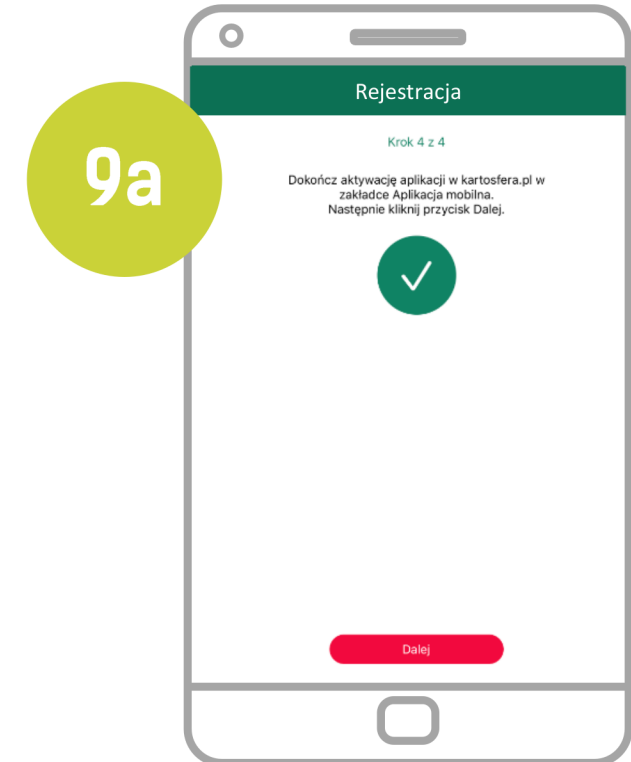 9a
Rejestracja
Krok 4 z 4
Dokończ aktywację aplikacji w kartosfera.pl w
zakładce Aplikacja mobilna.
Następnie kliknij przycisk Dalej.
Dalej